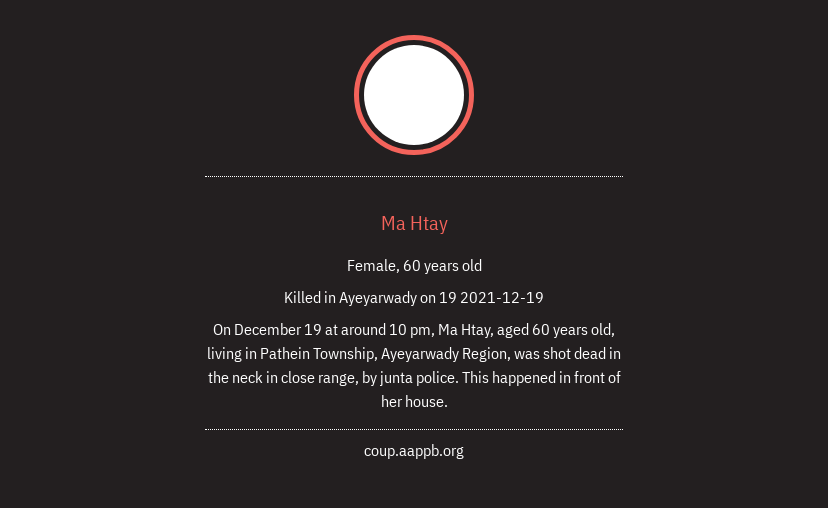 Ma Htay
Female, 60 years old
Killed in Ayeyarwady on 19 2021-12-19
On December 19 at around 10 pm, Ma Htay, aged 60 years old,
living in Pathein Township, Ayeyarwady Region, was shot dead in
the neck in close range, by junta police. This happened in front of
her house.
coup.aappb.org